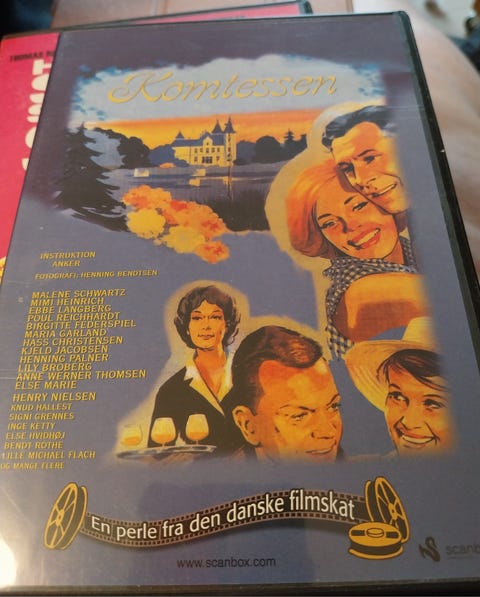 THOMAS
Komtessen
INSTRUKTION
ANKER
FOTOGRAFI: HENNING BENDTSEN
MALENE SCHWARTZ
MIMI HEINRICH
EBBE LANGBERG
POUL REICHHARDT
BIRGITTE FEDERSPIEL
MARIA GARLAND
HASS CHRISTENSEN
KJELD JACOBSEN
HENNING PALNER
LILY BROBERG
ANNE WERNER THOMSEN
ELSE MARIE
HENRY NIELSEN
KNUD HALLEST
SIGNI GRENNES
INGE KETTY
ELSE HVIDHØJ
BENDT ROTHE
LILLE MICHAEL FLACH
OG MANGE FLERE
En perle fra den danske filmskat
www.scanbox.com
scanbox